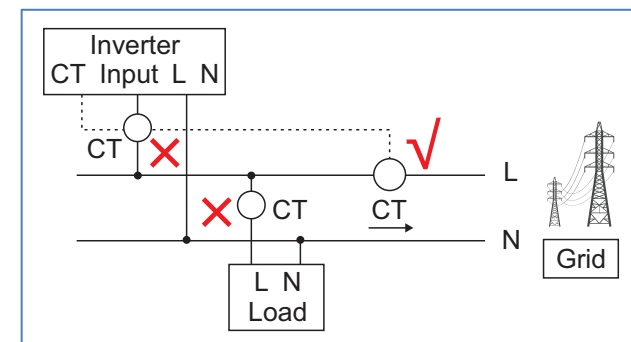 Inverter
CT Input L N
CT
L
CT
CT
N
L N
Load
Grid